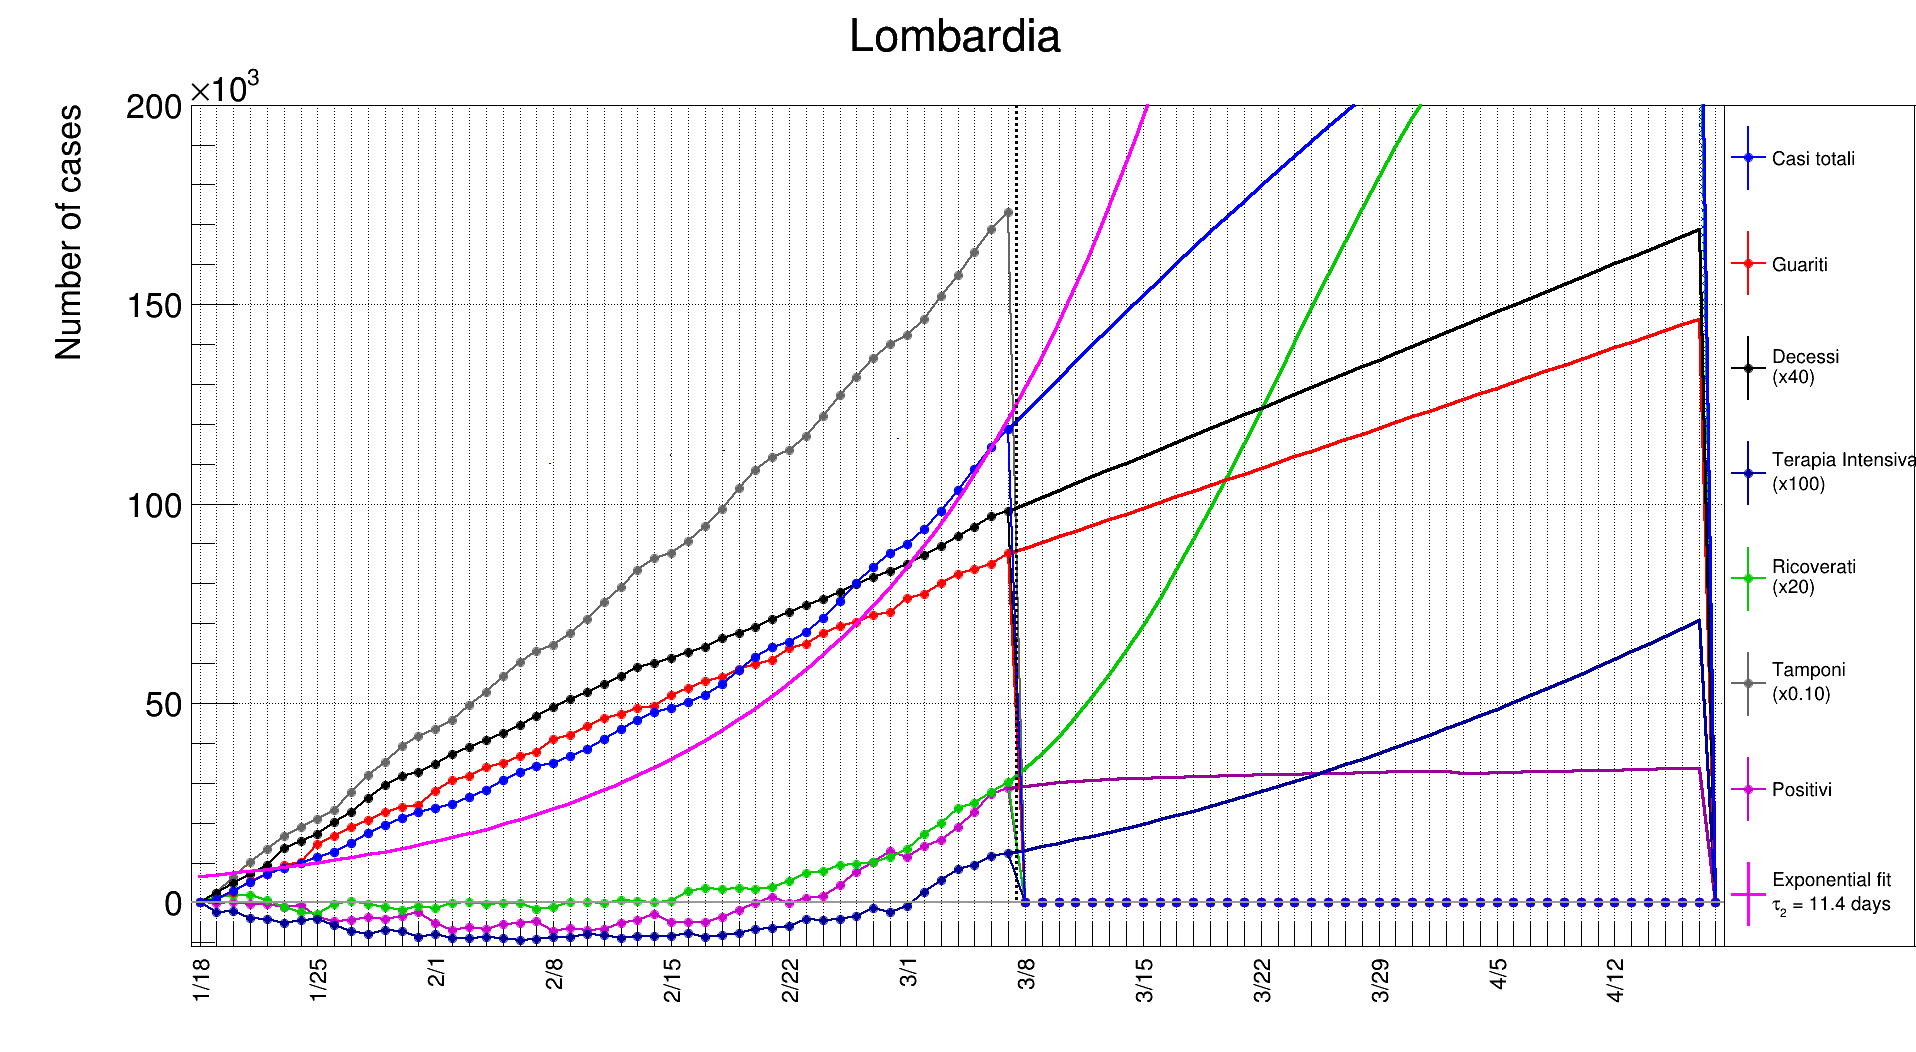 Lombardia
×10³
Number of cases
200
150
100
50
0
1/18
1/25
2/1
2/8
2/15
2/22
3/1
3/8
3/15
3/22
3/29
4/5
4/12
Casi totali
Guariti
Decessi
(x40)
Terapia Intensiva
(x100)
Ricoverati
(x20)
Tamponi
(x0.10)
Positivi
Exponential fit
τ₂ = 11.4 days